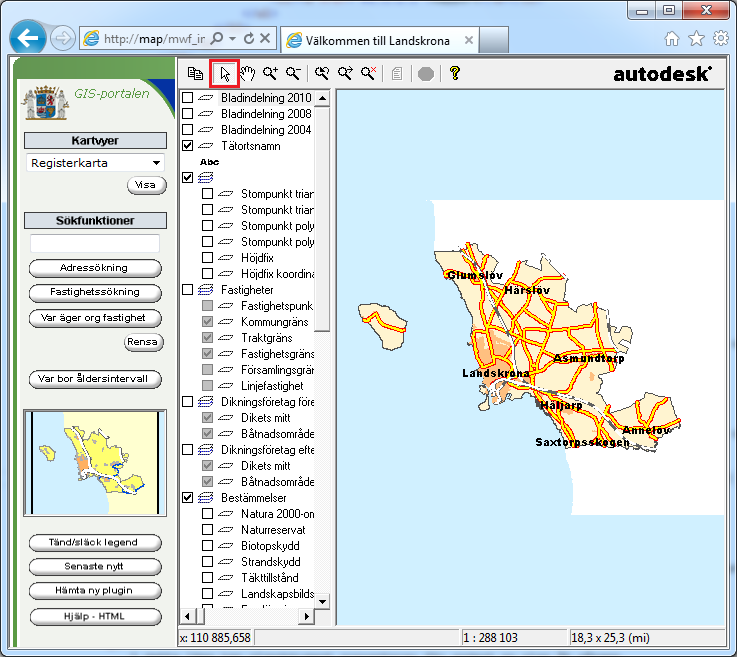 http://map/mwf_ir
Välkommen till Landskrona
GIS-portalen
autodesk
Kartvyer
Registerkarta
Visa
Sökfunktioner
Adressökning
Fastighetssökning
Var äger org fastighet
Rensa
Var bor åldersintervall
Tänd/släck legend
Senaste nytt
Hämta ny plugin
Hjälp - HTML
Bladindelning 2010
Bladindelning 2008
Bladindelning 2004
Tätortsnamn
Abc
Stompunkt trian
Stompunkt trian
Stompunkt poly
Stompunkt poly
Höjdfix
Höjdfix koordina
Fastigheter
Fastighetspunk
Kommungräns
Traktgräns
Fastighetsgräns
Församlingsgrän
Linjefastighet
Dikningsföretag före
Dikets mitt
Båtnadsområde
Dikningsföretag efte
Dikets mitt
Båtnadsområde
Bestämmelser
Natura 2000-om
Naturreservat
Biotopskydd
Strandskydd
Täkttillstånd
Landskapsbilds
Glumslöv
Härslöv
Asmundtorp
Landskrona
Häljarp
Annelöv
Saxtorpsskogen
x: 110 885,658
1 : 288 103
18,3 x 25,3 (mi)